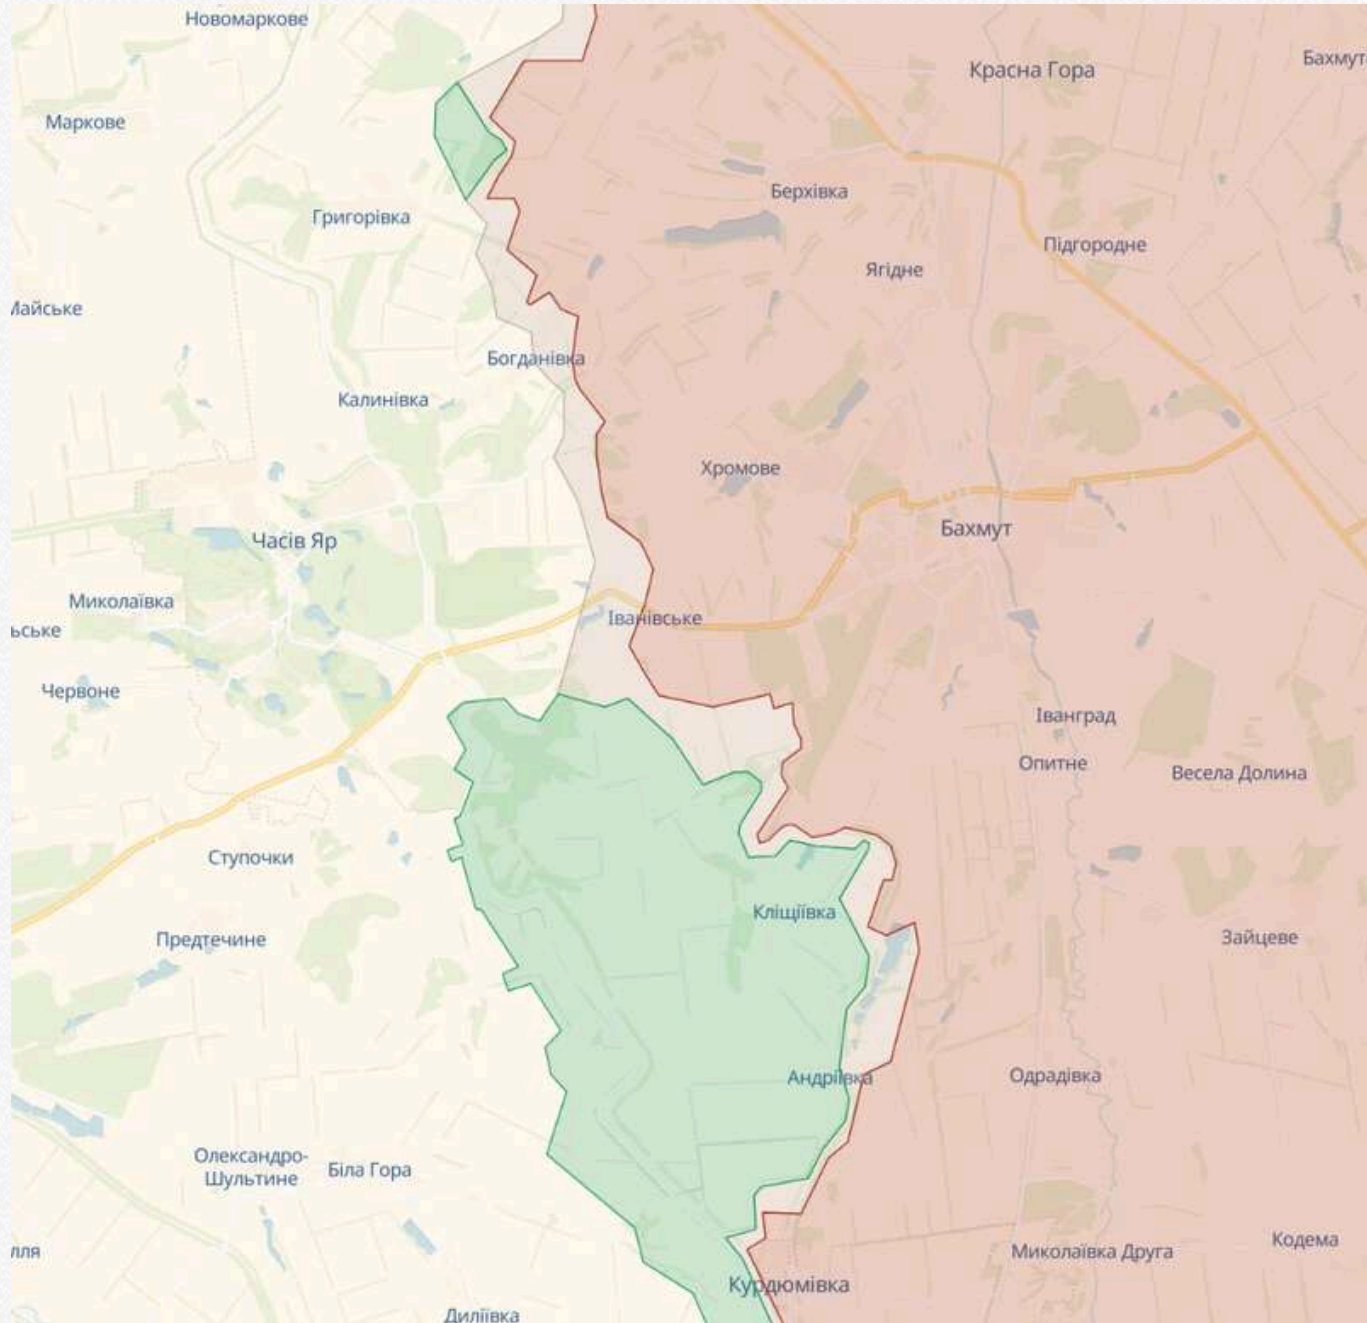 Новомаркове
Красна Гора
Бахмут
Маркове
Берхівка
Григорівка
Підгородне
Ягідне
Майське
Богданівка
Калинівка
Хромове
Бахмут
Часів Яр
Миколаївка
Іванівське
ьське
Червоне
Іванград
Опитне
Весела Долина
Ступочки
Кліщіївка
Предтечине
Зайцеве
Андріївка
Одрадівка
Олександро-
Шультине
Біла Гора
Кодема
лля
Миколаївка Друга
Курдюмівка
Диліївка